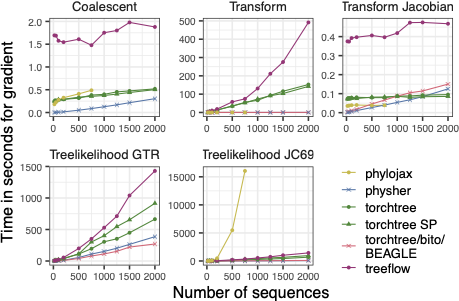 Coalescent
Transform
Transform Jacobian
2.0
1.5
1.0
0.5
0.0
0 500 1000 1500 2000
500
400
300
200
100
0
0 500 1000 1500 2000
0.4
0.3
0.2
0.1
0.0
0 500 1000 1500 2000
Time in seconds for gradient
Treelikelihood GTR
Treelikelihood JC69
1500
1000
500
0
0 500 1000 1500 2000
15000
10000
5000
0
0 500 1000 1500 2000
phylojax
physher
torchtree
torchtree SP
torchtree/bito/
BEAGLE
treeflow
Number of sequences